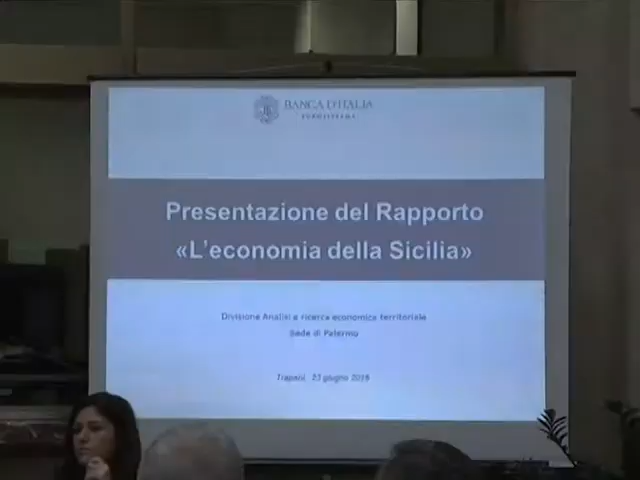 BANCA D'ITALIA
EUROSISTEMA
Presentazione del Rapporto
«L'economia della Sicilia»
Divisione Analisi e ricerca economica territoriale
Sede di Palermo
Trapani, 23 giugno 2016